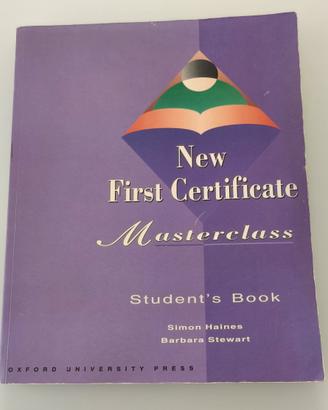 New
First Certificate
Masterclass
Student's Book
Simon Haines
Barbara Stewart
OXFORD UNIVERSITY PRESS